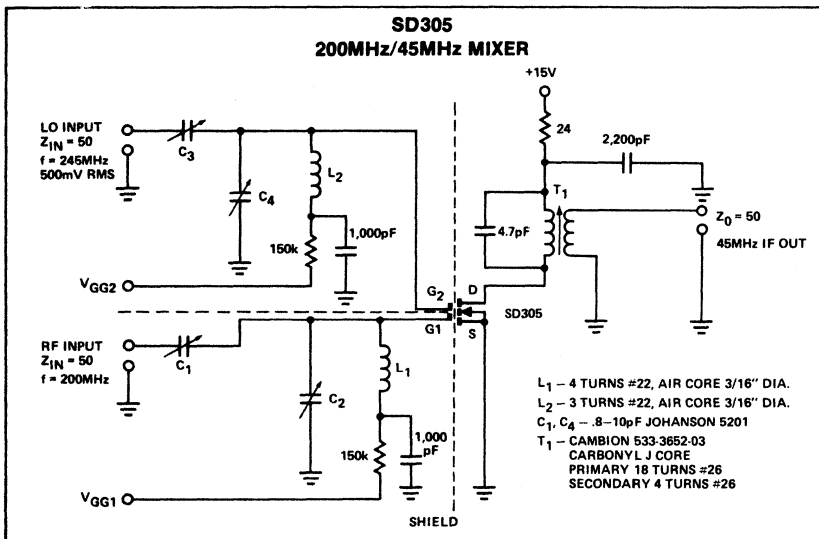 SD305
200MHz/45MHz MIXER
+15V
24
2,200pF
LO INPUT
ZIN = 50
f = 245MHz
500mV RMS
C3
C4
L2
1,000pF
150k
VGG2
T1
4.7pF
Z0 = 50
45MHz IF OUT
G2
D
G1
S
SD305
RF INPUT
ZIN = 50
f = 200MHz
C1
C2
L1
1,000
pF
150k
VGG1
SHIELD
L1 – 4 TURNS #22, AIR CORE 3/16" DIA.
L2 – 3 TURNS #22, AIR CORE 3/16" DIA.
C1, C4 – .8–10pF JOHANSON 5201
T1 – CAMBION 533-3652-03
CARBONYL J CORE
PRIMARY 18 TURNS #26
SECONDARY 4 TURNS #26